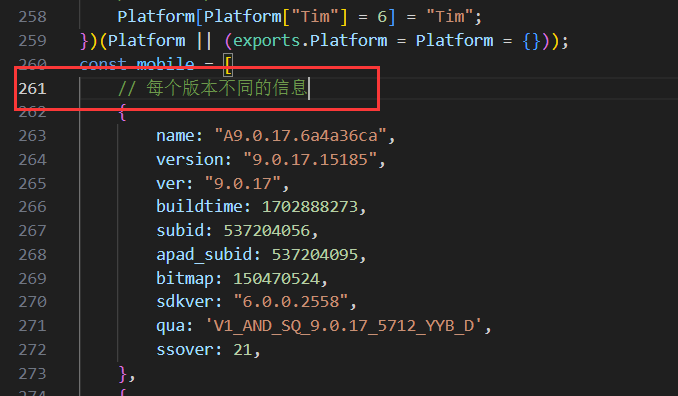 258 Platform[Platform["Tim"] = 6] = "Tim";
259 })(Platform || (exports.Platform = Platform = {}));
260 const mobile = [
261 // 每个版本不同的信息
262 {
263 name: "A9.0.17.6a4a36ca",
264 version: "9.0.17.15185",
265 ver: "9.0.17",
266 buildtime: 1702888273,
267 subid: 537204056,
268 apad_subid: 537204095,
269 bitmap: 150470524,
270 sdkver: "6.0.0.2558",
271 qua: 'V1_AND_SQ_9.0.17_5712_YYB_D',
272 ssover: 21,
273 },
274 {